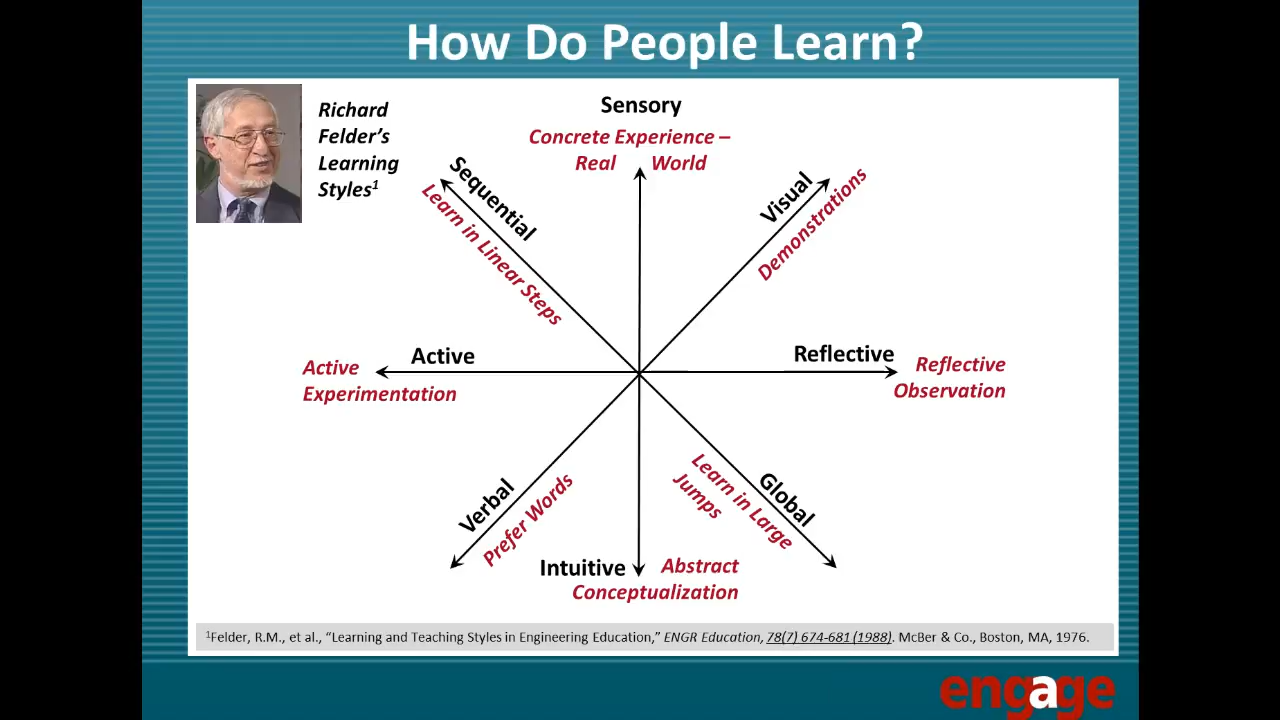 How Do People Learn?
Richard
Felder’s
Learning
Styles1
Sensory
Concrete Experience –
Real World
Sequential
Learn in Linear Steps
Visual
Demonstrations
Active
Active
Experimentation
Reflective
Reflective
Observation
Verbal
Prefer Words
Global
Learn in Large
Jumps
Intuitive
Abstract
Conceptualization
1Felder, R.M., et al., “Learning and Teaching Styles in Engineering Education,” ENGR Education, 78(7) 674-681 (1988). McBer & Co., Boston, MA, 1976.
engage